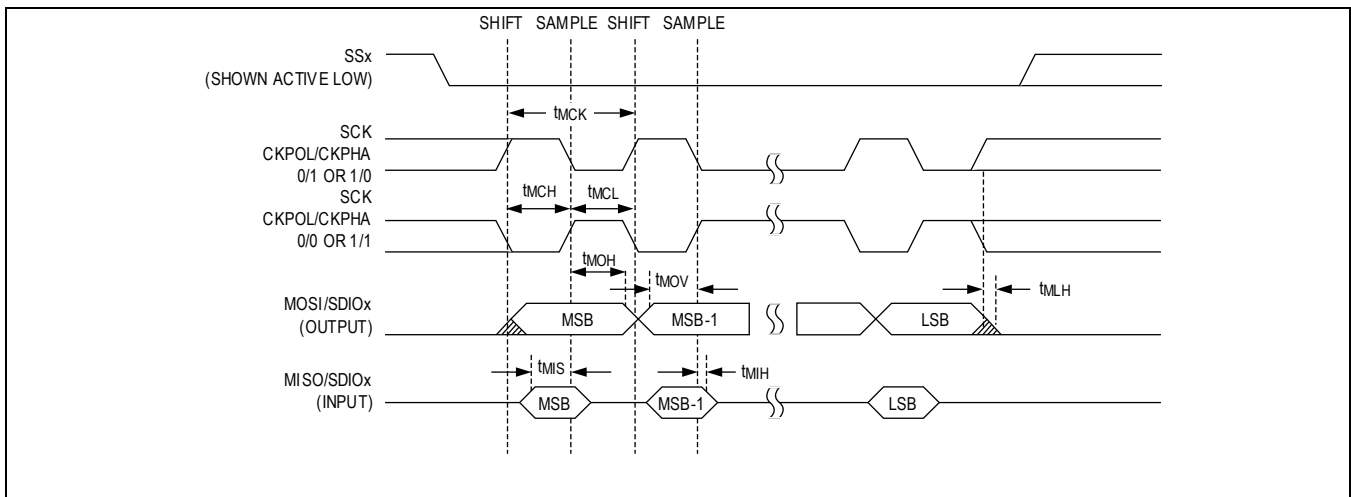 SHIFT SAMPLE SHIFT SAMPLE
SSx
(SHOWN ACTIVE LOW)
tMCK
SCK
CKPOL/CKPHA
0/1 OR 1/0
tMCH tMCL
SCK
CKPOL/CKPHA
0/0 OR 1/1
tMOH
tMOV
tMLH
MOSI/SDIOx
(OUTPUT)
MSB MSB-1 LSB
tMIS
tMIH
MISO/SDIOx
(INPUT)
MSB MSB-1 LSB